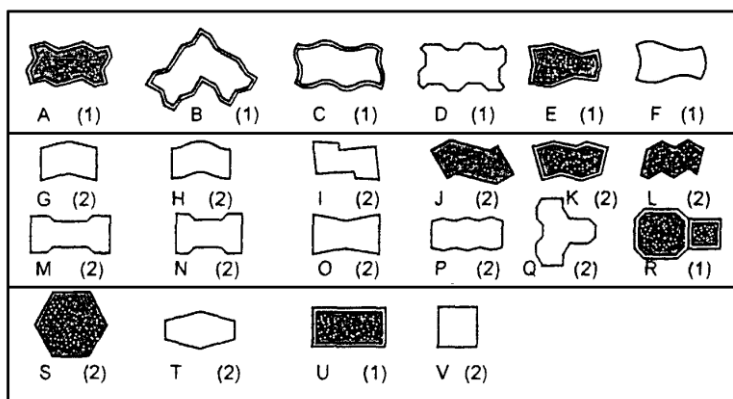 A (1) B (1) C (1) D (1) E (1) F (1)
G (2) H (2) I (2) J (2) K (2) L (2)
M (2) N (2) O (2) P (2) Q (2) R (1)
S (2) T (2) U (1) V (2)